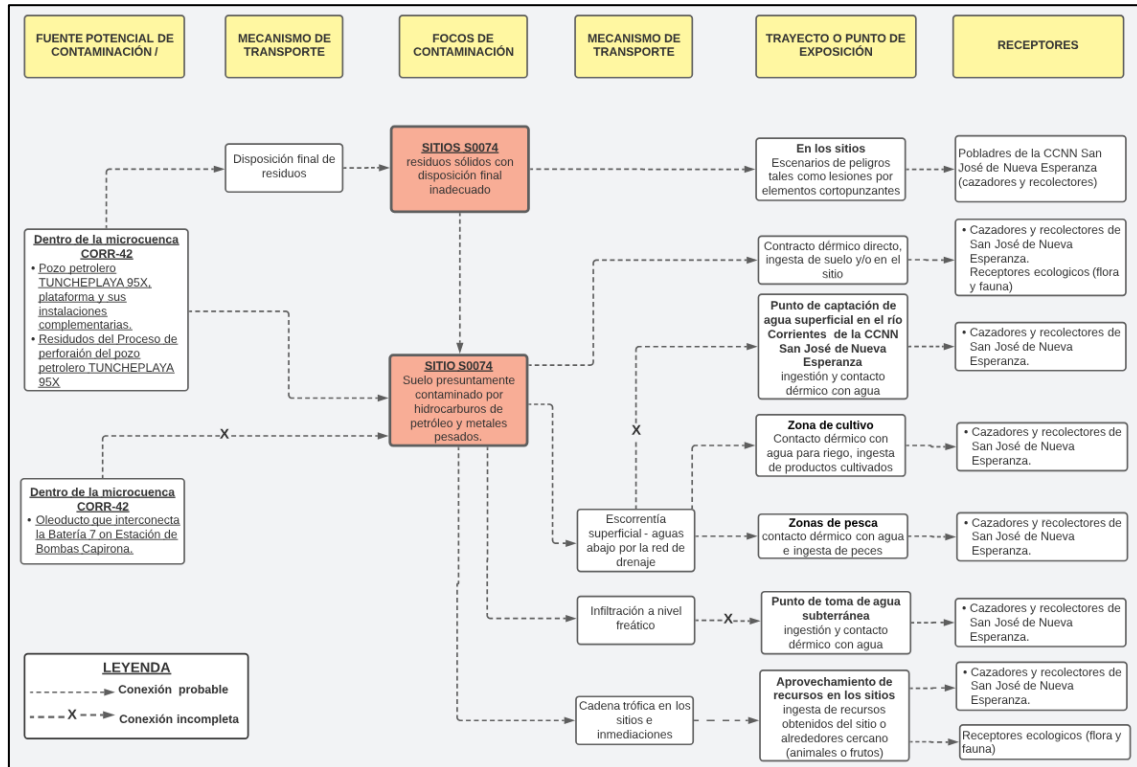 FUENTE POTENCIAL DE
CONTAMINACIÓN /
MECANISMO DE
TRANSPORTE
FOCOS DE
CONTAMINACIÓN
MECANISMO DE
TRANSPORTE
TRAYECTO O PUNTO DE
EXPOSICIÓN
RECEPTORES
Disposición final de
residuos
SITIOS S0074
residuos sólidos con
disposición final
inadecuado
En los sitios
Escenarios de peligros
tales como lesiones por
elementos cortopunzantes
Pobladres de la CCNN San
José de Nueva Esperanza
(cazadores y recolectores)
Dentro de la microcuenca
CORR-42
• Pozo petrolero
TUNCHEPLAYA 95X,
plataforma y sus
instalaciones
complementarias.
• Residudos del Proceso de
perforaión del pozo
petrolero TUNCHEPLAYA
95X
Contracto dérmico directo,
ingesta de suelo y/o en el
sitio
• Cazadores y recolectores de
San José de Nueva
Esperanza.
Receptores ecologicos (flora
y fauna)
Punto de captación de
agua superficial en el río
Corrientes de la CCNN
San José de Nueva
Esperanza
ingestión y contacto
dérmico con agua
• Cazadores y recolectores de
San José de Nueva
Esperanza.
SITIO S0074
Suelo presuntamente
contaminado por
hidrocarburos de
petróleo y metales
pesados.
X
X
Zona de cultivo
Contacto dérmico con
agua para riego, ingesta
de productos cultivados
• Cazadores y recolectores de
San José de Nueva
Esperanza.
Dentro de la microcuenca
CORR-42
• Oleoducto que interconecta
la Batería 7 on Estación de
Bombas Capirona.
Escorrentía
superficial - aguas
abajo por la red de
drenaje
Zonas de pesca
contacto dérmico con agua
e ingesta de peces
• Cazadores y recolectores de
San José de Nueva
Esperanza.
Infiltración a nivel
freático
X
Punto de toma de agua
subterránea
ingestión y contacto
dérmico con agua
• Cazadores y recolectores de
San José de Nueva
Esperanza.
Cadena trófica en los
sitios e
inmediaciones
Aprovechamiento de
recursos en los sitios
ingesta de recursos
obtenidos del sitio o
alrededores cercano
(animales o frutos)
• Cazadores y recolectores de
San José de Nueva
Esperanza.
Receptores ecologicos (flora y
fauna)
LEYENDA
Conexión probable
X
Conexión incompleta